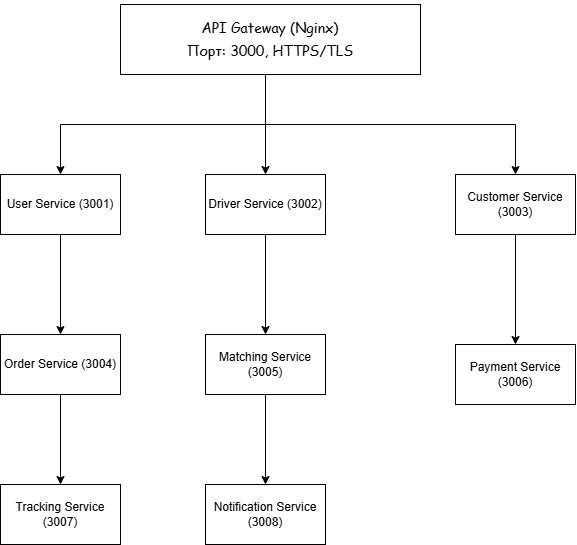 API Gateway (Nginx)
Порт: 3000, HTTPS/TLS
User Service (3001)
Driver Service (3002)
Customer Service
(3003)
Order Service (3004)
Matching Service
(3005)
Payment Service
(3006)
Tracking Service
(3007)
Notification Service
(3008)